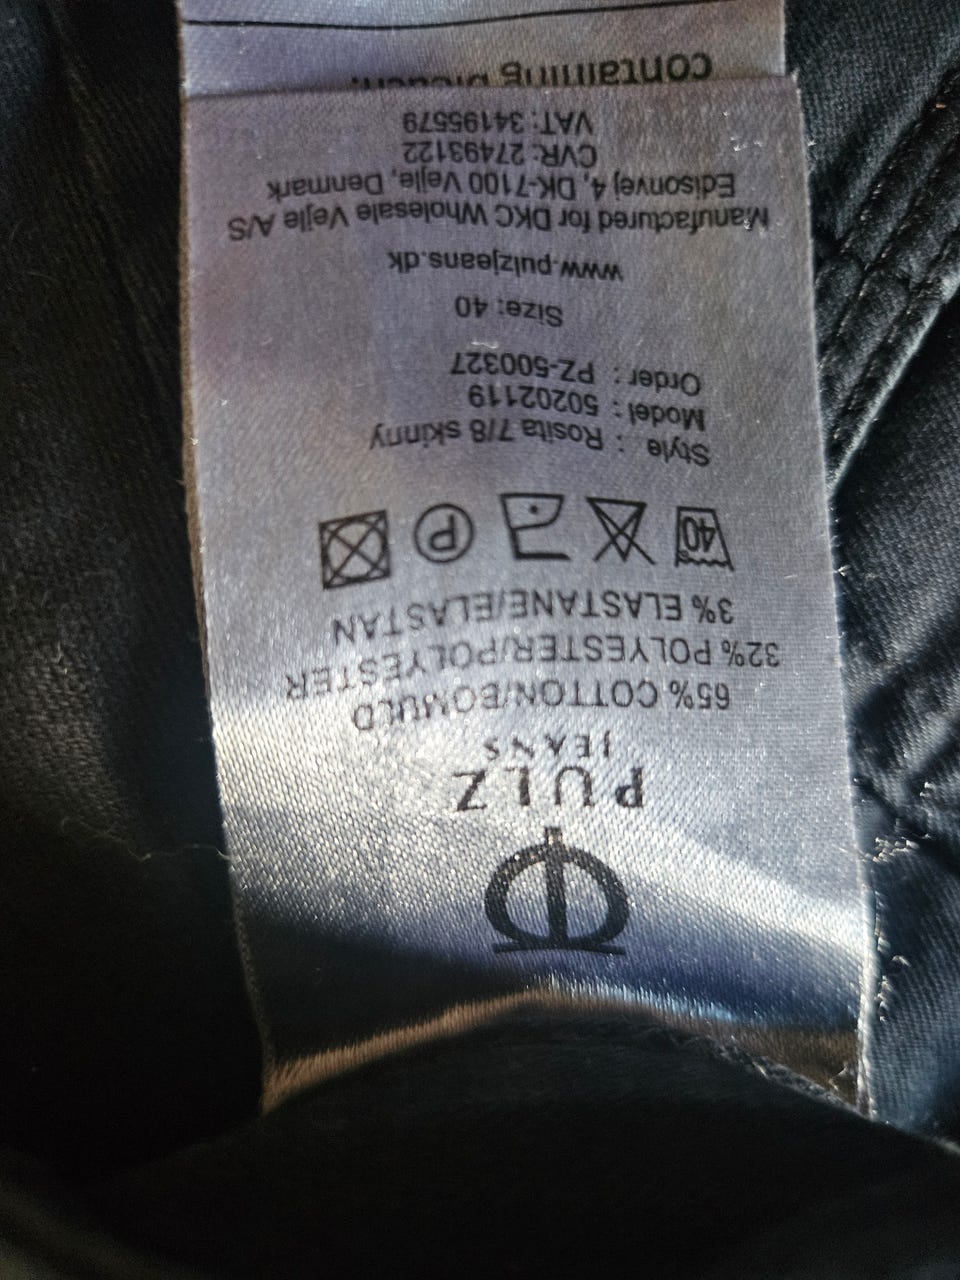 PULZ
JEANS
65% COTTON/BOMULD
32% POLYESTER/POLYESTER
3% ELASTANE/ELASTAN
40 P
Style : Rosita 7/8 skinny
Model : 50202119
Order : PZ-500327
Size: 40
www.pulzjeans.dk
Manufactured for DKC Wholesale Vejle A/S
Edisonvej 4, DK-7100 Vejle, Denmark
CVR: 27493122
VAT: 34195579
containing bleach.